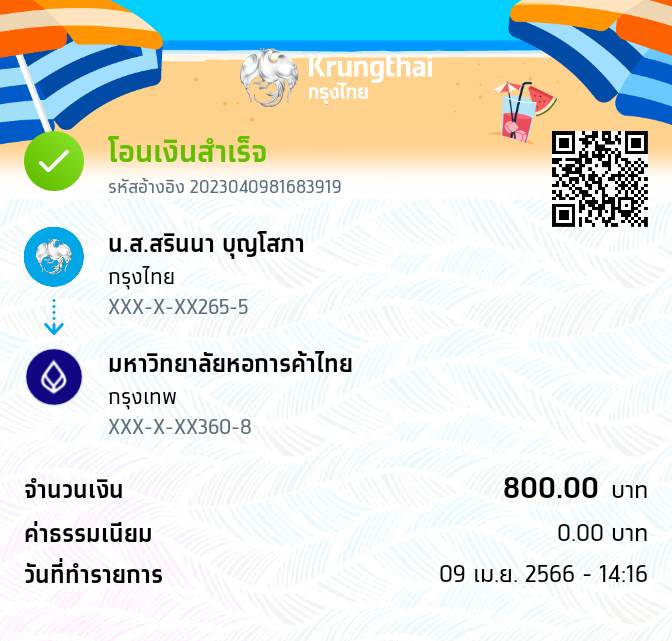 Krungthai
กรุงไทย
โอนเงินสำเร็จ
รหัสอ้างอิง 2023040981683919
น.ส.สรินนา บุญโสภา
กรุงไทย
XXX-X-XX265-5
มหาวิทยาลัยหอการค้าไทย
กรุงเทพ
XXX-X-XX360-8
จำนวนเงิน 800.00 บาท
ค่าธรรมเนียม 0.00 บาท
วันที่ทำรายการ 09 เม.ย. 2566 - 14:16